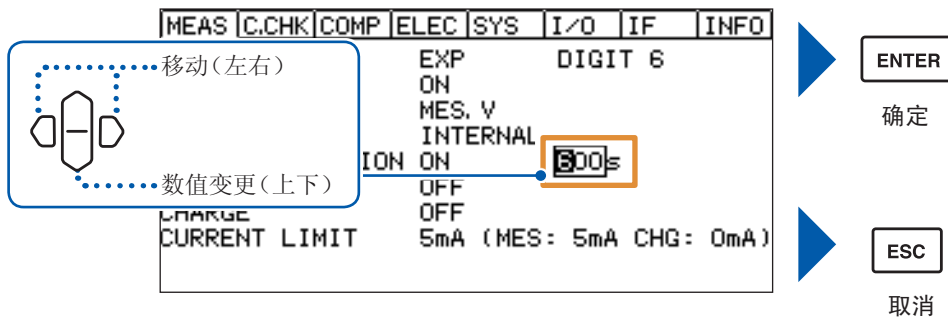 MEAS C.CHK COMP ELEC SYS I/O IF INFO
移动(左右)
EXP DIGIT 6
ON
MES. V
INTERNAL
ION ON 600s
数值变更(上下)
OFF
CHARGE OFF
CURRENT LIMIT 5mA (MES: 5mA CHG: 0mA)
ENTER
确定
ESC
取消